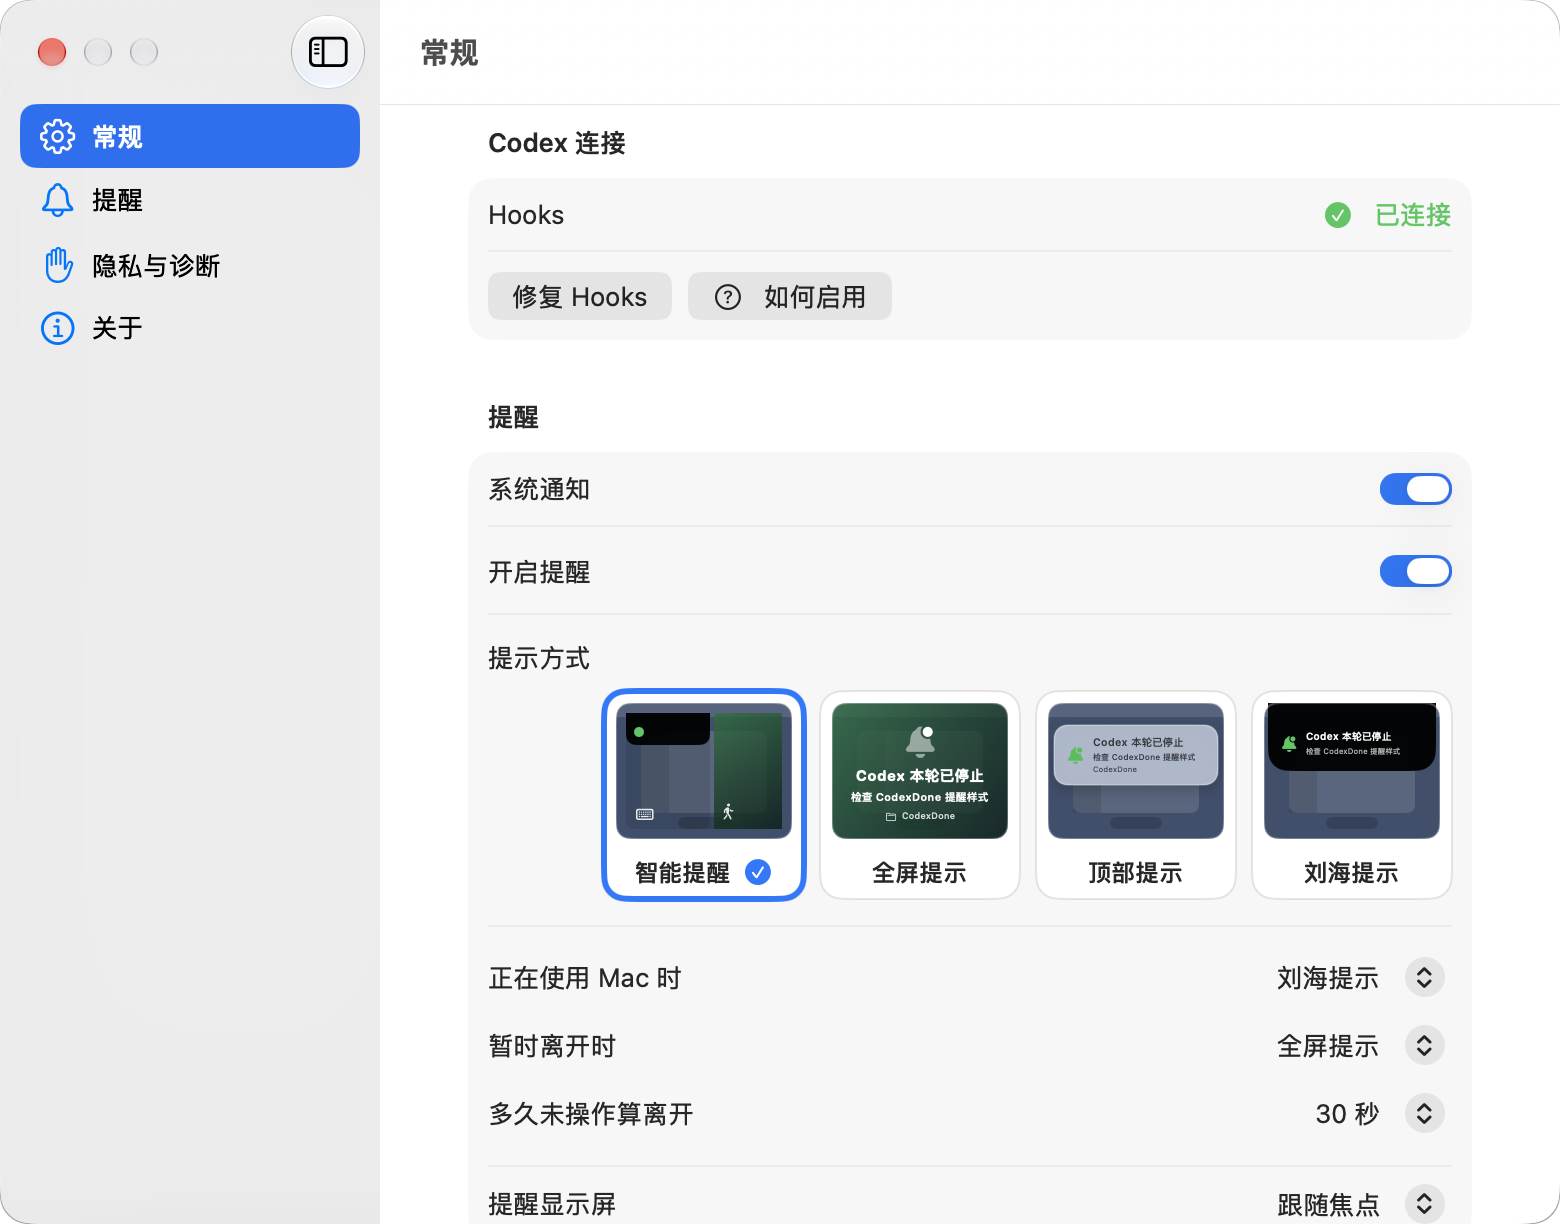 常规
常规
提醒
隐私与诊断
关于
Codex 连接
Hooks
已连接
修复 Hooks
如何启用
提醒
系统通知
开启提醒
提示方式
智能提醒
Codex 本轮已停止
检查 CodexDone 提醒样式
CodexDone
全屏提示
Codex 本轮已停止
检查 CodexDone 提醒样式
CodexDone
顶部提示
Codex 本轮已停止
检查 CodexDone 提醒样式
刘海提示
正在使用 Mac 时
刘海提示
暂时离开时
全屏提示
多久未操作算离开
30 秒
提醒显示屏
跟随焦点